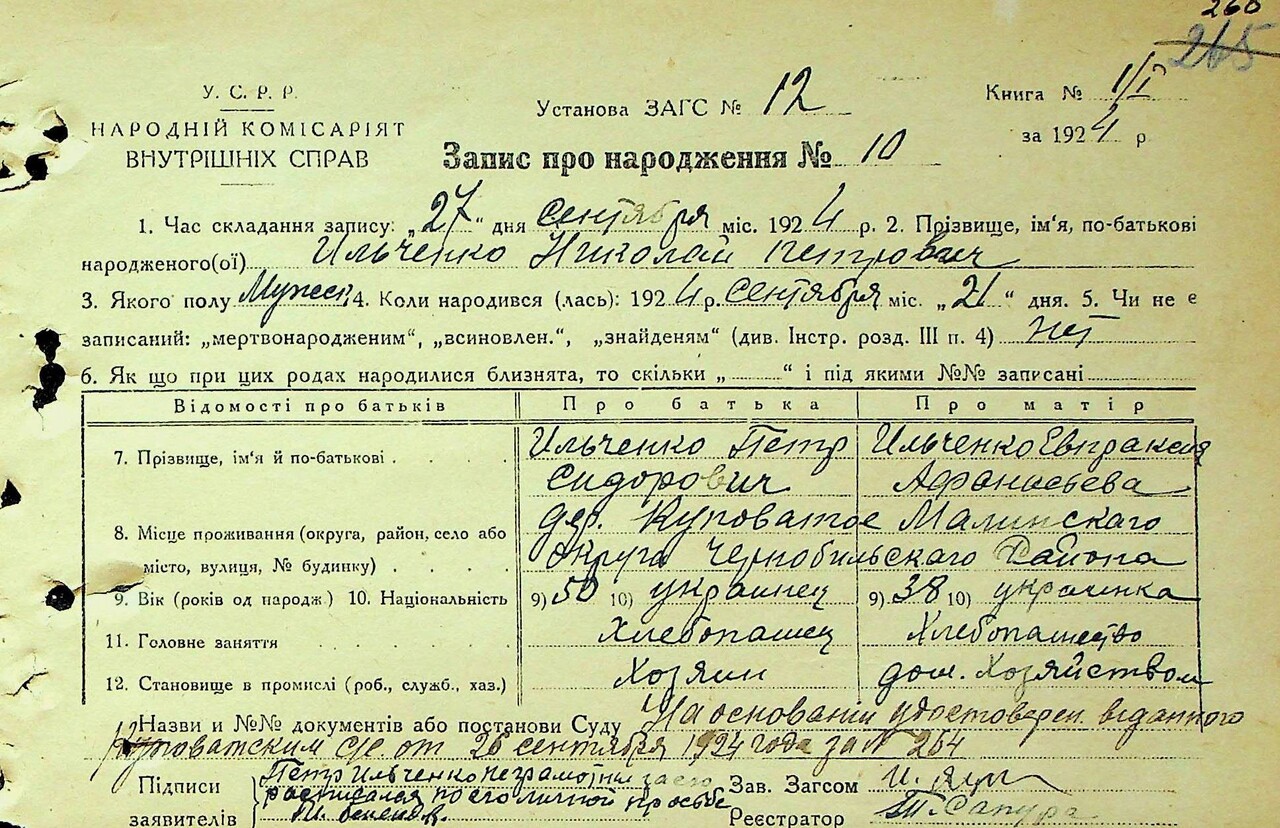 260
265
У. С. Р. Р.
НАРОДНІЙ КОМІСАРІЯТ
ВНУТРІШНІХ СПРАВ
Установа ЗАГС № 12
Книга № 1/I
за 1924 р
Запис про народження № 10
1. Час складання запису: „27“ дня Сентября міс. 1924 р. 2. Прізвище, ім'я, по-батькові
народженого(ої) Ильченко Николай Петрович
3. Якого полу Мужеск. 4. Коли народився (лась): 1924 р. Сентября міс. „21“ дня. 5. Чи не є
записаний: „мертвонародженим“, „всиновлен.“, „знайденям“ (див. Інстр. розд. III п. 4) нет
6. Як що при цих родах народилися близнята, то скільки „ “ і під якими №№ записані
Відомості про батьків Про батька Про матір
7. Прізвище, ім'я й по-батькові Ильченко Петр Сидорович Ильченко Евпраксия Афанасьева
8. Місце проживання (округа, район, село або дер. Куповатое Малинскаго
місто, вулиця, № будинку) округа Чернобильскаго Района
9. Вік (років од народж.) 10. Національність 9) 50 10) украинец 9) 38 10) украинка
11. Головне заняття Хлебопашец Хлебопашество
12. Становище в промислі (роб., служб., хаз.) Хозяин дом. Хозяйством
Назви и №№ документів або постанови Суду На основании удостоверен. виданного
Куповатским с/с. от 26 сентября 1924 года за № 264
Підписи Петр Ильченко неграмотный за его Зав. Загсом
заявителів росписался по его личной просьбе Реєстратор Сапура